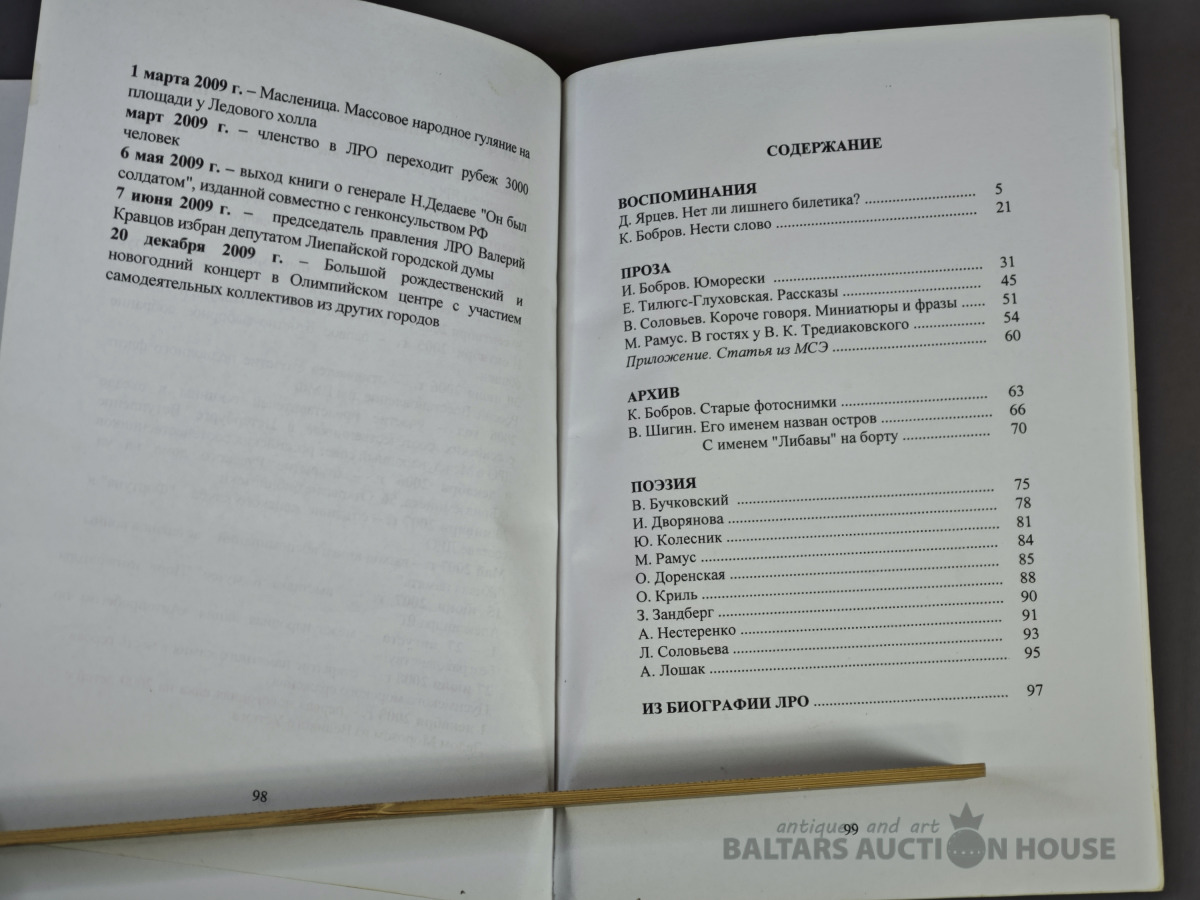 1 марта 2009 г. – Масленица. Массовое народное гуляние на
площади у Ледового холла
март 2009 г. – членство в ЛРО переходит рубеж 3000
человек
6 мая 2009 г. – выход книги о генерале Н.Дедаеве "Он был
солдатом", изданной совместно с генконсульством РФ
7 июня 2009 г. – председатель правления ЛРО Валерий
Кравцов избран депутатом Лиепайской городской думы
20 декабря 2009 г. – Большой рождественский и
новогодний концерт в Олимпийском центре с участием
самодеятельных коллективов из других городов
98
СОДЕРЖАНИЕ
ВОСПОМИНАНИЯ
Д. Ярцев. Нет ли лишнего билетика? ........ 5
К. Бобров. Нести слово ........ 21
ПРОЗА
И. Бобров. Юморески ........ 31
Е. Тилюгс-Глуховская. Рассказы ........ 45
В. Соловьев. Короче говоря. Миниатюры и фразы ........ 51
М. Рамус. В гостях у В. К. Тредиаковского ........ 54
Приложение. Статья из МСЭ ........ 60
АРХИВ
К. Бобров. Старые фотоснимки ........ 63
В. Шигин. Его именем назван остров ........ 66
С именем "Либавы" на борту ........ 70
ПОЭЗИЯ
В. Бучковский ........ 75
И. Дворянова ........ 78
Ю. Колесник ........ 81
М. Рамус ........ 84
О. Доренская ........ 85
О. Криль ........ 88
З. Зандберг ........ 90
А. Нестеренко ........ 91
Л. Соловьева ........ 93
А. Лошак ........ 95
ИЗ БИОГРАФИИ ЛРО ........ 97
99
antiques and art
BALTARS AUCTION HOUSE